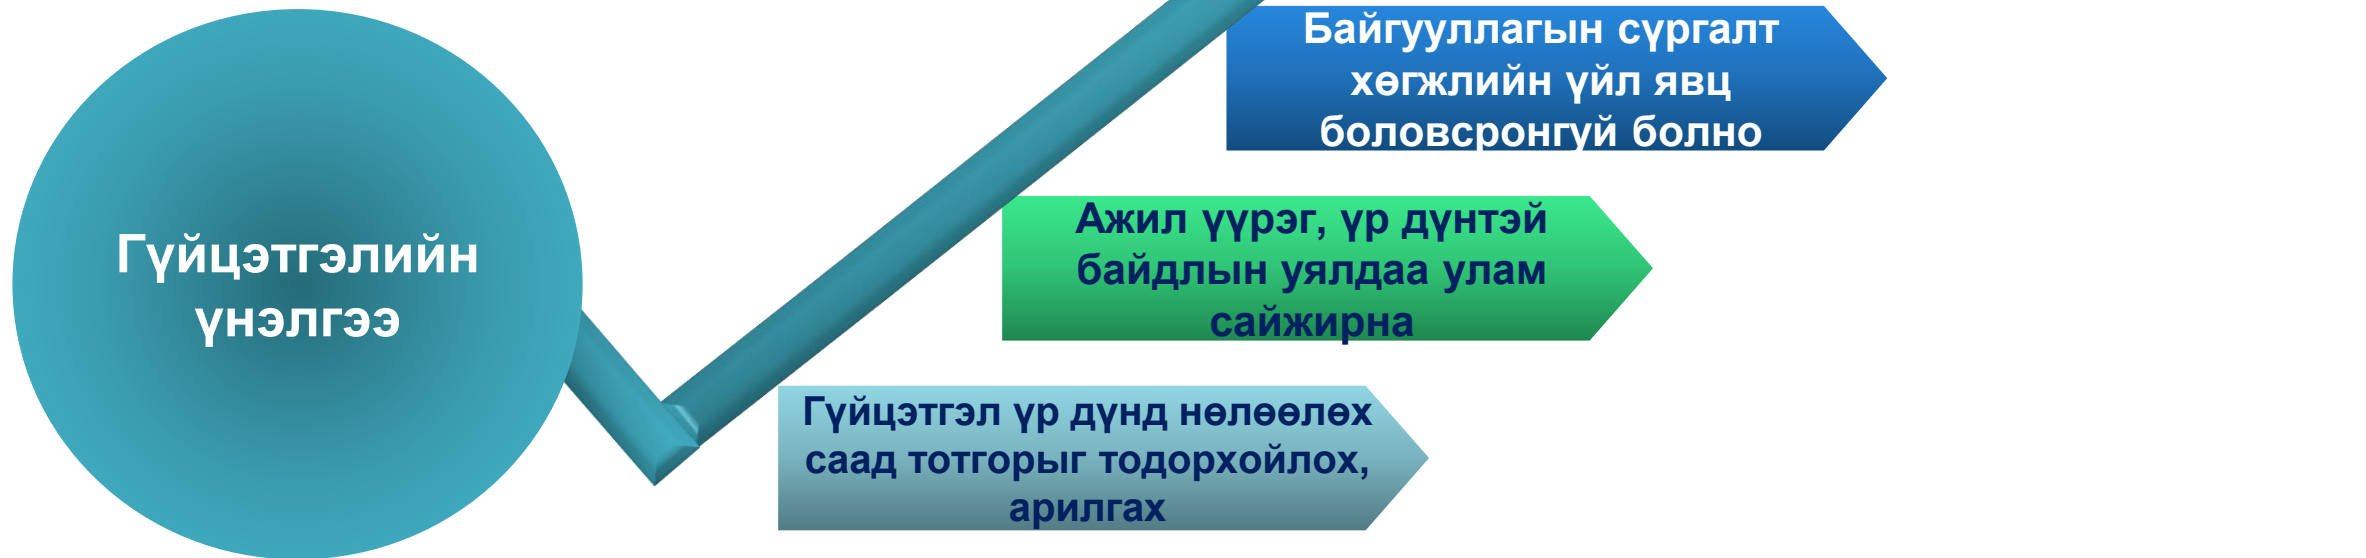 Байгууллагын сүргалт
хөгжлийн үйл явц
боловсронгуй болно
Ажил үүрэг, үр дүнтэй
байдлын уялдаа улам
сайжирна
Гүйцэтгэлийн
үнэлгээ
Гүйцэтгэл үр дүнд нөлөөлөх
саад тотгорыг тодорхойлох,
арилгах